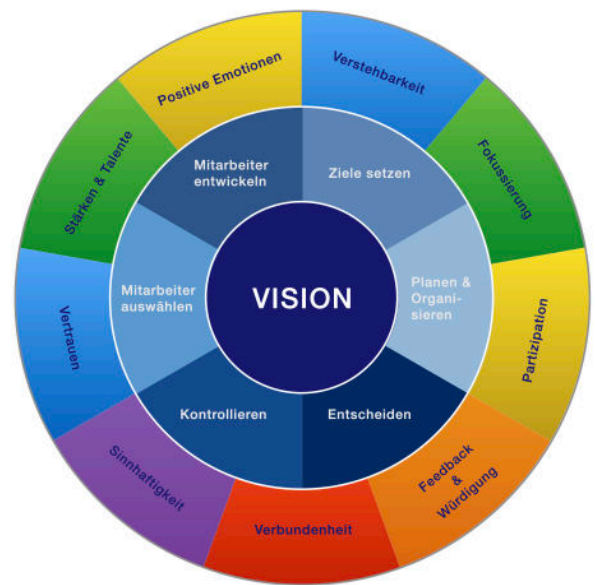 Positive Emotionen
Verstehbarkeit
Fokussierung
Partizipation
Feedback
&
Würdigung
Verbundenheit
Sinnhaftigkeit
Vertrauen
Stärken & Talente
Mitarbeiter
entwickeln
Ziele setzen
Planen &
Organi-
sieren
Entscheiden
Kontrollieren
Mitarbeiter
auswählen
VISION